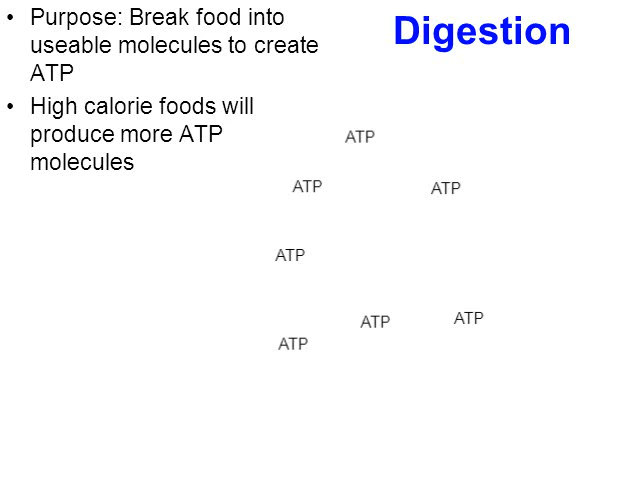 Digestion
• Purpose: Break food into
useable molecules to create
ATP
• High calorie foods will
produce more ATP
molecules
ATP
ATP
ATP
ATP
ATP
ATP
ATP